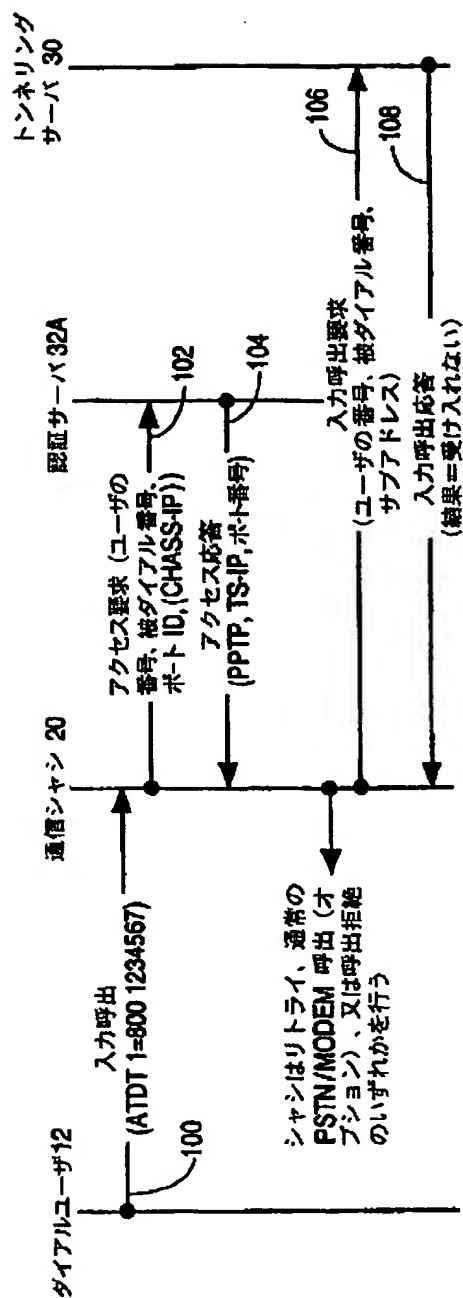 ダイアルユーザ12
通信シャシ 20
認証サーバ 32A
トンネリング
サーバ 30
入力呼出
(ATDT 1=800 1234567)
100
アクセス要求 (ユーザの
番号、被ダイアル番号、
ポート ID, (CHASS-IP))
102
アクセス応答
(PPTP, TS-IP, ポート番号)
104
入力呼出要求
(ユーザの番号、被ダイアル番号、
サブアドレス)
106
入力呼出応答
(結果=受け入れない)
108
シャシはリトライ、通常の
PSTN/MODEM 呼出 (オ
プション)、又は呼出拒絶
のいずれかを行う